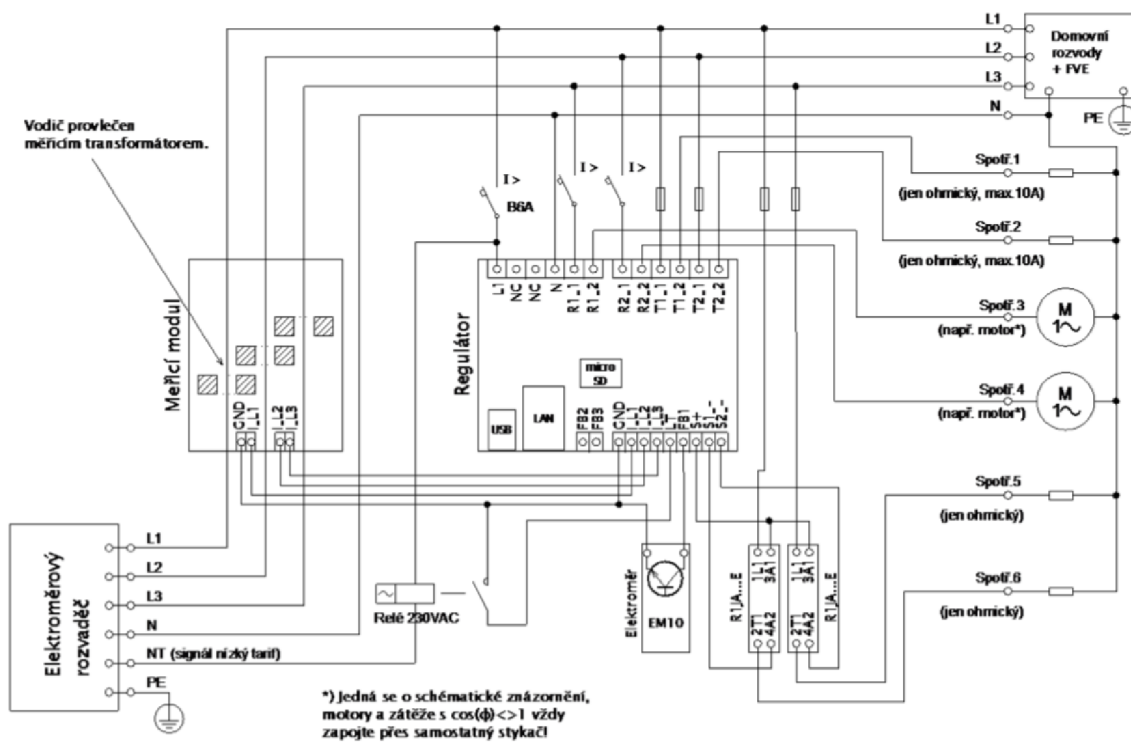 L1
L2
L3
N
Domovní
rozvody
+ FVE
PE
Vodič provlečen
měřicím transformátorem.
I >
B6A
I >
I >
Spotř.1
(jen ohmický, max.10A)
Spotř.2
(jen ohmický, max.10A)
Spotř.3
(např. motor*)
M
1~
Spotř.4
(např. motor*)
M
1~
Spotř.5
(jen ohmický)
Spotř.6
(jen ohmický)
Měřicí modul
GND
I_L1
I_L2
I_L3
Regulátor
L1
NC
NC
N
R1_1
R1_2
R2_1
R2_2
T1_1
T1_2
T2_1
T2_2
micro
SD
USB
LAN
FB2
FB3
GND
I_L1
I_L2
I_L3
FB1
S+
S1_-
S2_-
Elektroměrový
rozvaděč
L1
L2
L3
N
NT (signál nízký tarif)
PE
Relé 230VAC
Elektroměr
EM10
R1JA...E
1L1
3A1
2T1
4A2
1L1
3A1
2T1
4A2
R1JA...E
*) Jedná se o schématické znázornění,
motory a zátěže s cos(ϕ)<>1 vždy
zapojte přes samostatný stykač!